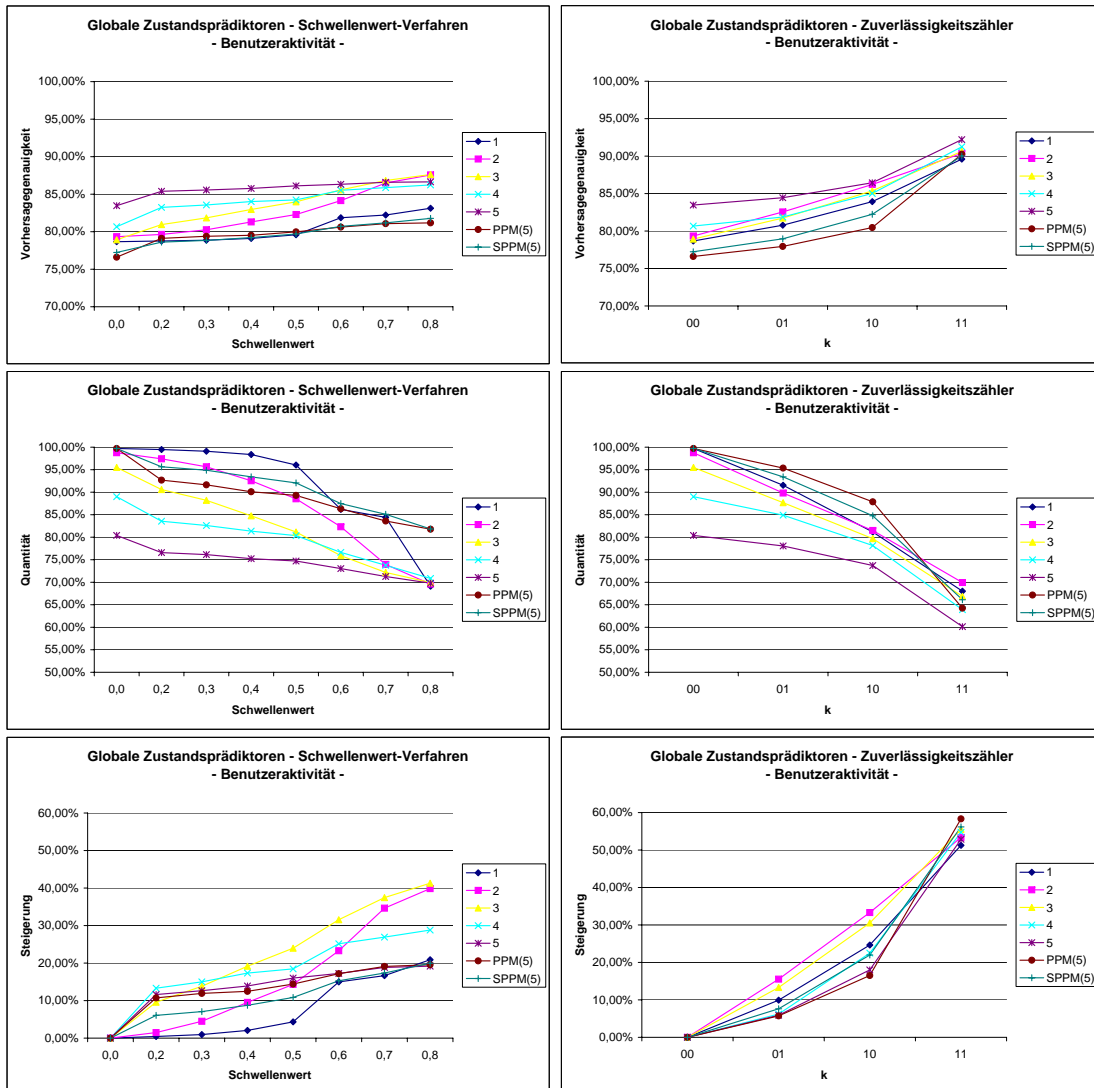 Globale Zustandsprädiktoren - Schwellenwert-Verfahren
- Benutzeraktivität -
100,00%
95,00%
90,00%
85,00%
80,00%
75,00%
70,00%
Vorhersagegenauigkeit
0,0 0,2 0,3 0,4 0,5 0,6 0,7 0,8
Schwellenwert
1
2
3
4
5
PPM(5)
SPPM(5)
Globale Zustandsprädiktoren - Zuverlässigkeitszähler
- Benutzeraktivität -
100,00%
95,00%
90,00%
85,00%
80,00%
75,00%
70,00%
Vorhersagegenauigkeit
00 01 10 11
k
1
2
3
4
5
PPM(5)
SPPM(5)
Globale Zustandsprädiktoren - Schwellenwert-Verfahren
- Benutzeraktivität -
100,00%
95,00%
90,00%
85,00%
80,00%
75,00%
70,00%
65,00%
60,00%
55,00%
50,00%
Quantität
0,0 0,2 0,3 0,4 0,5 0,6 0,7 0,8
Schwellenwert
1
2
3
4
5
PPM(5)
SPPM(5)
Globale Zustandsprädiktoren - Zuverlässigkeitszähler
- Benutzeraktivität -
100,00%
95,00%
90,00%
85,00%
80,00%
75,00%
70,00%
65,00%
60,00%
55,00%
50,00%
Quantität
00 01 10 11
k
1
2
3
4
5
PPM(5)
SPPM(5)
Globale Zustandsprädiktoren - Schwellenwert-Verfahren
- Benutzeraktivität -
60,00%
50,00%
40,00%
30,00%
20,00%
10,00%
0,00%
Steigerung
0,0 0,2 0,3 0,4 0,5 0,6 0,7 0,8
Schwellenwert
1
2
3
4
5
PPM(5)
SPPM(5)
Globale Zustandsprädiktoren - Zuverlässigkeitszähler
- Benutzeraktivität -
60,00%
50,00%
40,00%
30,00%
20,00%
10,00%
0,00%
Steigerung
00 01 10 11
k
1
2
3
4
5
PPM(5)
SPPM(5)